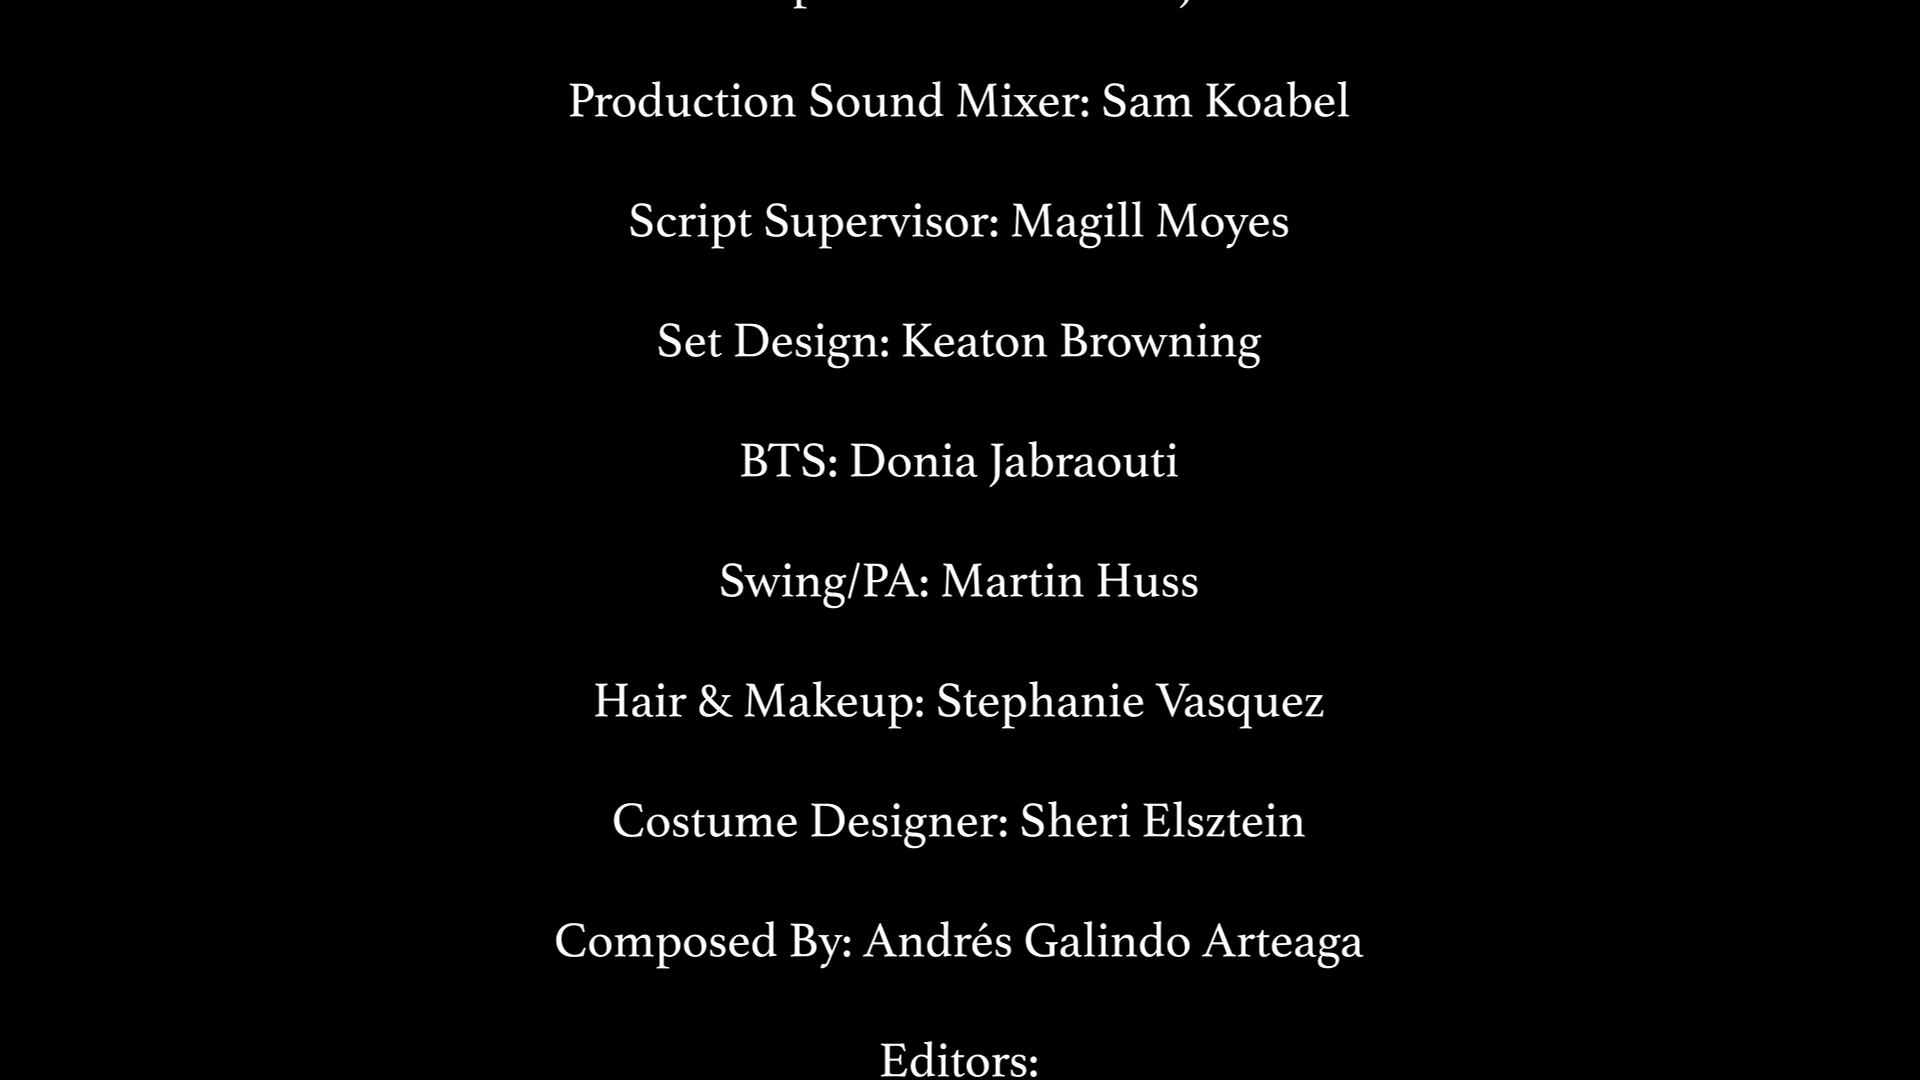 Production Sound Mixer: Sam Koabel
Script Supervisor: Magill Moyes
Set Design: Keaton Browning
BTS: Donia Jabraouti
Swing/PA: Martin Huss
Hair & Makeup: Stephanie Vasquez
Costume Designer: Sheri Elsztein
Composed By: Andrés Galindo Arteaga
Editors: